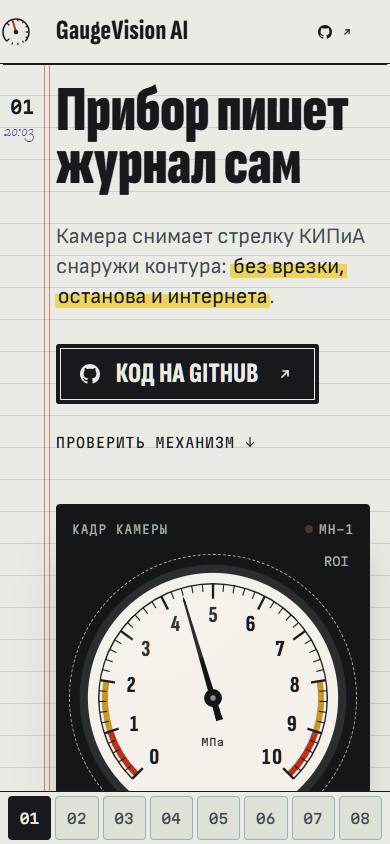 GaugeVision AI
↗
01
20:03
Прибор пишет
журнал сам
Камера снимает стрелку КИПиА
снаружи контура: без врезки,
останова и интернета.
КОД НА GITHUB ↗
ПРОВЕРИТЬ МЕХАНИЗМ ↓
КАДР КАМЕРЫ
МН-1
ROI
0
1
2
3
4
5
6
7
8
9
10
МПа
01 02 03 04 05 06 07 08